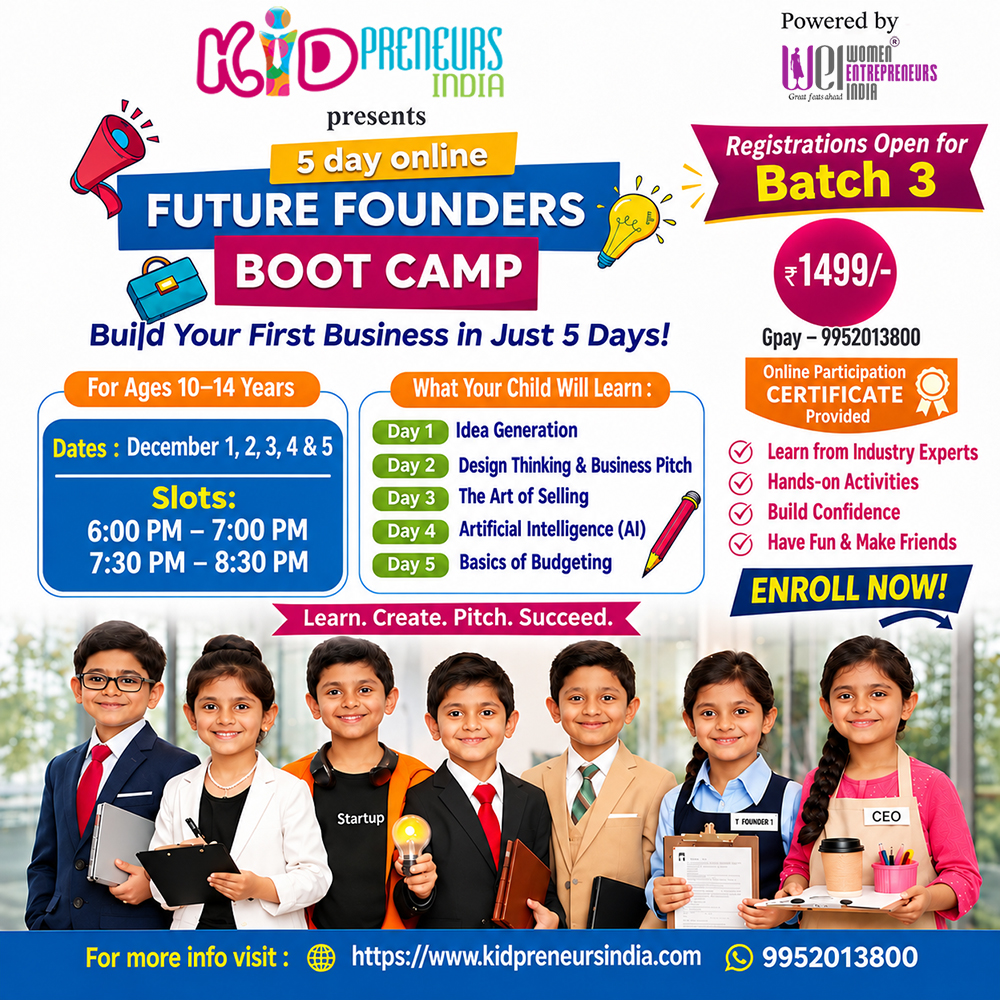 KiD PRENEURS
INDIA
presents
5 day online
FUTURE FOUNDERS
BOOT CAMP
Build Your First Business in Just 5 Days!
Powered by
wei WOMEN®
ENTREPRENEURS
INDIA
Great feats ahead
Registrations Open for
Batch 3
₹1499/-
Gpay – 9952013800
Online Participation
CERTIFICATE
Provided
For Ages 10–14 Years
Dates : December 1, 2, 3, 4 & 5
Slots:
6:00 PM – 7:00 PM
7:30 PM – 8:30 PM
What Your Child Will Learn :
Day 1 Idea Generation
Day 2 Design Thinking & Business Pitch
Day 3 The Art of Selling
Day 4 Artificial Intelligence (AI)
Day 5 Basics of Budgeting
Learn from Industry Experts
Hands-on Activities
Build Confidence
Have Fun & Make Friends
ENROLL NOW!
Learn. Create. Pitch. Succeed.
Startup
T FOUNDER 1
CEO
For more info visit : https://www.kidpreneursindia.com 9952013800